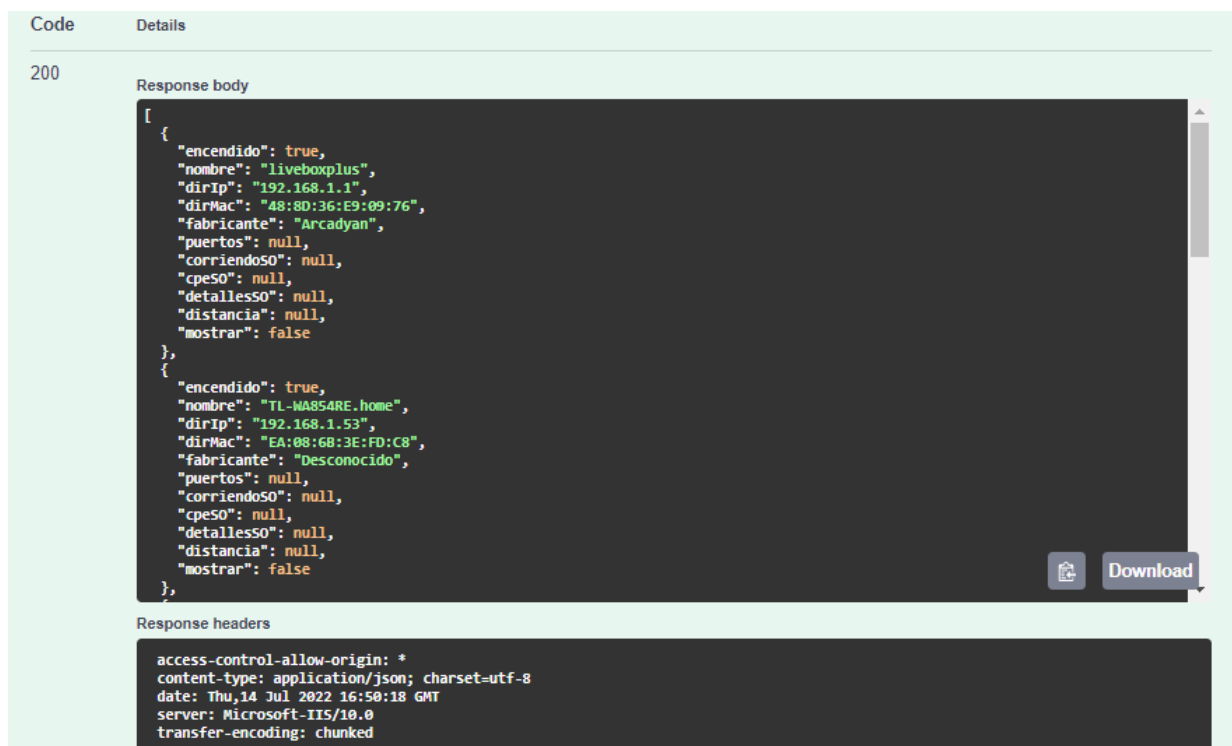 Code Details
200
Response body
[
  {
    "encendido": true,
    "nombre": "liveboxplus",
    "dirIp": "192.168.1.1",
    "dirMac": "48:8D:36:E9:09:76",
    "fabricante": "Arcadyan",
    "puertos": null,
    "corriendoSO": null,
    "cpeSO": null,
    "detallesSO": null,
    "distancia": null,
    "mostrar": false
  },
  {
    "encendido": true,
    "nombre": "TL-WA854RE.home",
    "dirIp": "192.168.1.53",
    "dirMac": "EA:08:6B:3E:FD:C8",
    "fabricante": "Desconocido",
    "puertos": null,
    "corriendoSO": null,
    "cpeSO": null,
    "detallesSO": null,
    "distancia": null,
    "mostrar": false
  },
Download
Response headers
access-control-allow-origin: *
content-type: application/json; charset=utf-8
date: Thu,14 Jul 2022 16:50:18 GMT
server: Microsoft-IIS/10.0
transfer-encoding: chunked